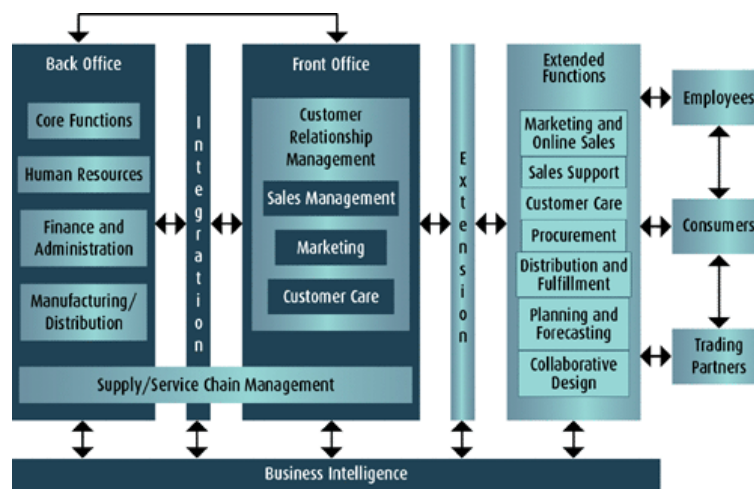 Back Office
Core Functions
Human Resources
Finance and
Administration
Manufacturing/
Distribution
Integration
Front Office
Customer
Relationship
Management
Sales Management
Marketing
Customer Care
Supply/Service Chain Management
Extension
Extended
Functions
Marketing and
Online Sales
Sales Support
Customer Care
Procurement
Distribution and
Fulfillment
Planning and
Forecasting
Collaborative
Design
Employees
Consumers
Trading
Partners
Business Intelligence